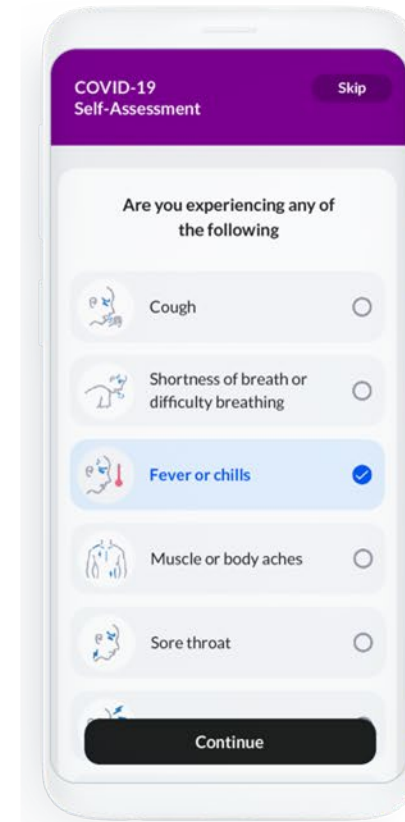 COVID-19
Self-Assessment
Skip
Are you experiencing any of
the following
Cough
Shortness of breath or
difficulty breathing
Fever or chills
Muscle or body aches
Sore throat
Continue